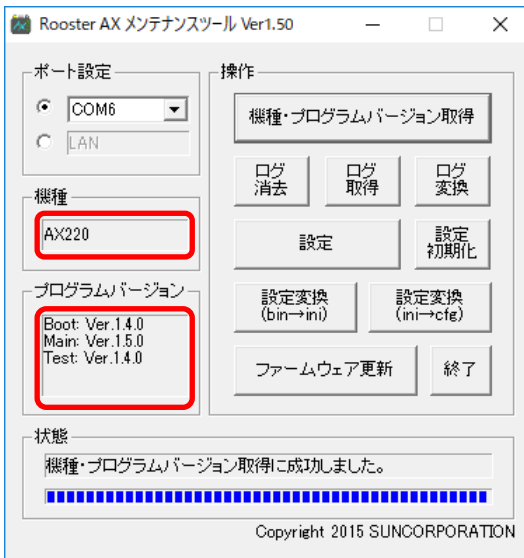 Rooster AX メンテナンスツール Ver1.50
ポート設定
COM6
LAN
機種
AX220
プログラムバージョン
Boot: Ver.1.4.0
Main: Ver.1.5.0
Test: Ver.1.4.0
操作
機種・プログラムバージョン取得
ログ
消去
ログ
取得
ログ
変換
設定
設定
初期化
設定変換
(bin→ini)
設定変換
(ini→cfg)
ファームウェア更新
終了
状態
機種・プログラムバージョン取得に成功しました。
Copyright 2015 SUNCORPORATION